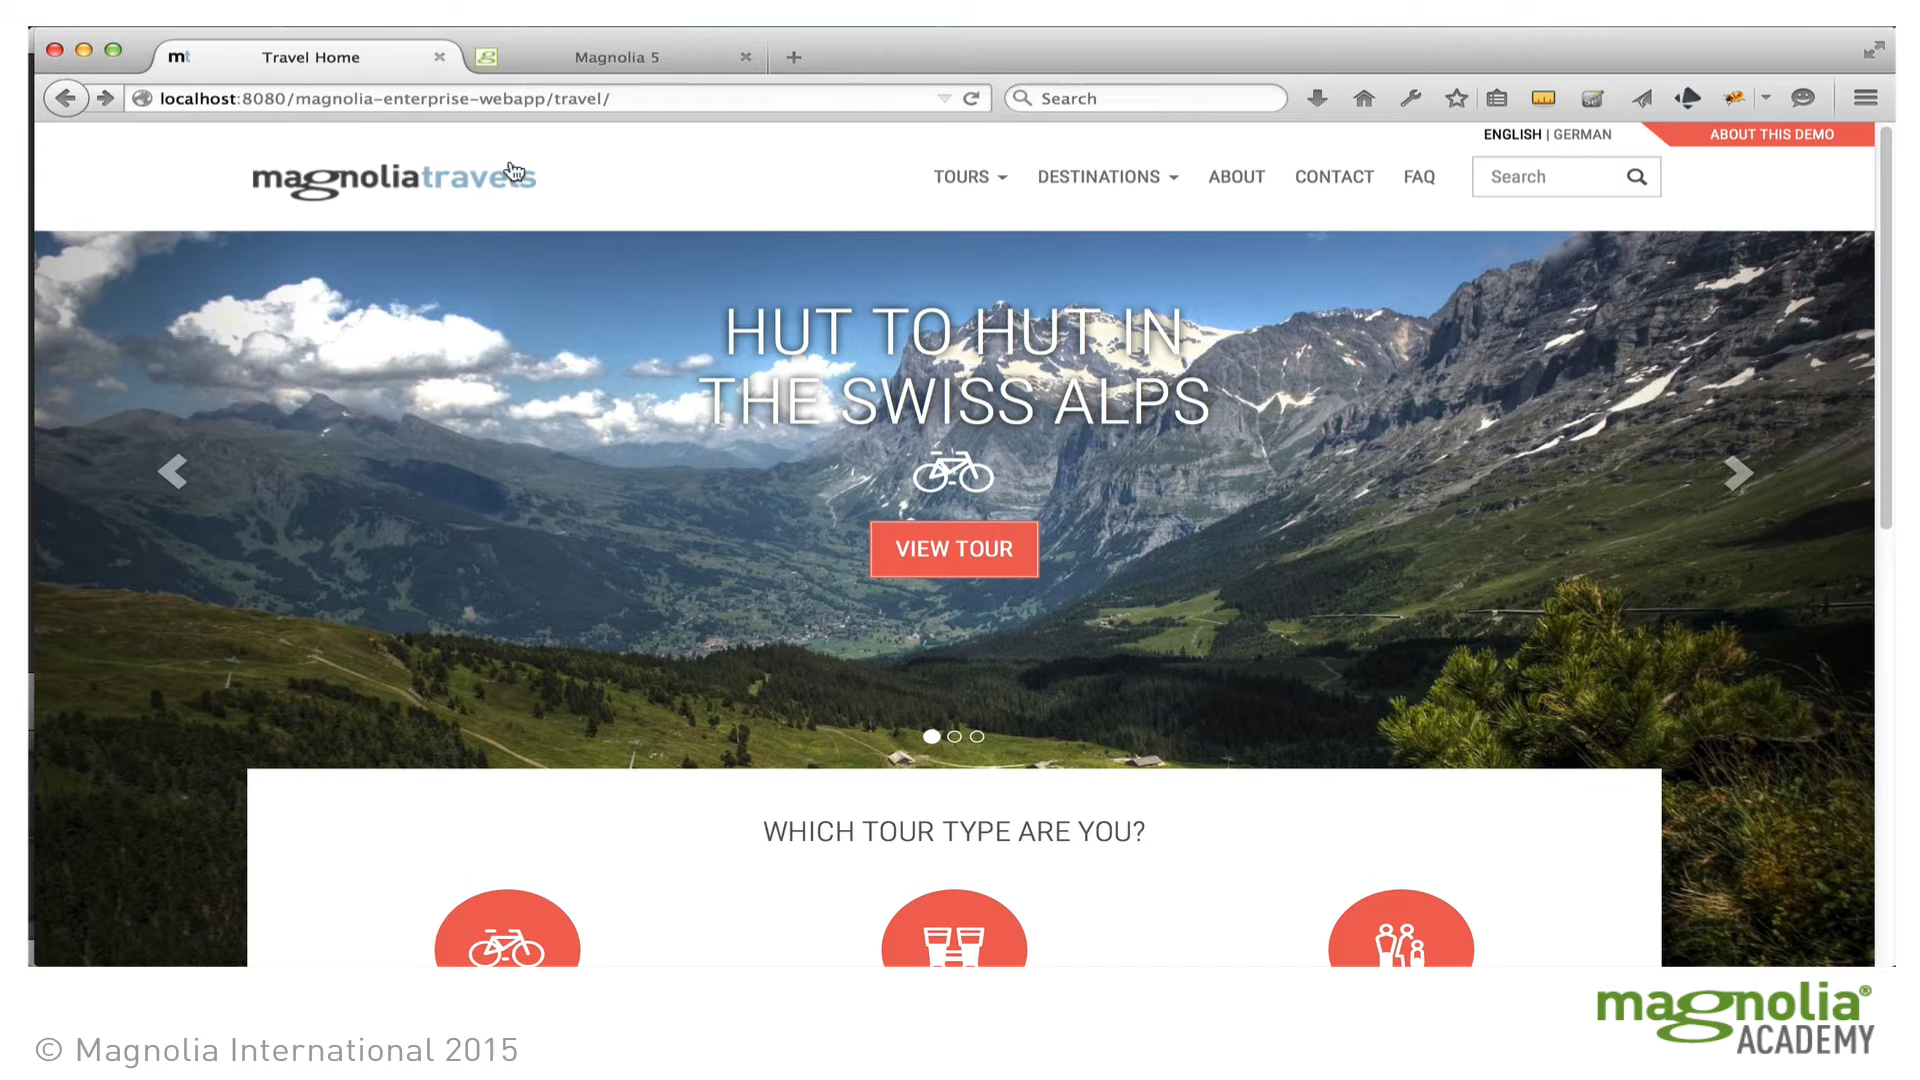 mt Travel Home
Magnolia 5
localhost:8080/magnolia-enterprise-webapp/travel/
Search
ENGLISH | GERMAN
ABOUT THIS DEMO
magnoliatravels
TOURS
DESTINATIONS
ABOUT
CONTACT
FAQ
Search
HUT TO HUT IN
THE SWISS ALPS
VIEW TOUR
WHICH TOUR TYPE ARE YOU?
© Magnolia International 2015
magnolia®
ACADEMY